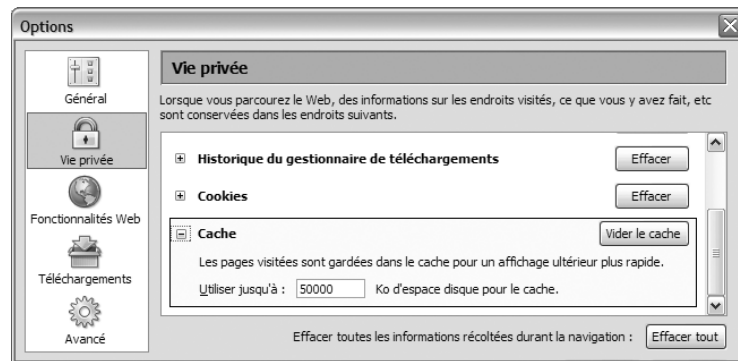 Options
Général
Vie privée
Fonctionnalités Web
Téléchargements
Avancé
Vie privée
Lorsque vous parcourez le Web, des informations sur les endroits visités, ce que vous y avez fait, etc
sont conservées dans les endroits suivants.
Historique du gestionnaire de téléchargements
Effacer
Cookies
Effacer
Cache
Vider le cache
Les pages visitées sont gardées dans le cache pour un affichage ultérieur plus rapide.
Utiliser jusqu'à : 50000 Ko d'espace disque pour le cache.
Effacer toutes les informations récoltées durant la navigation : Effacer tout